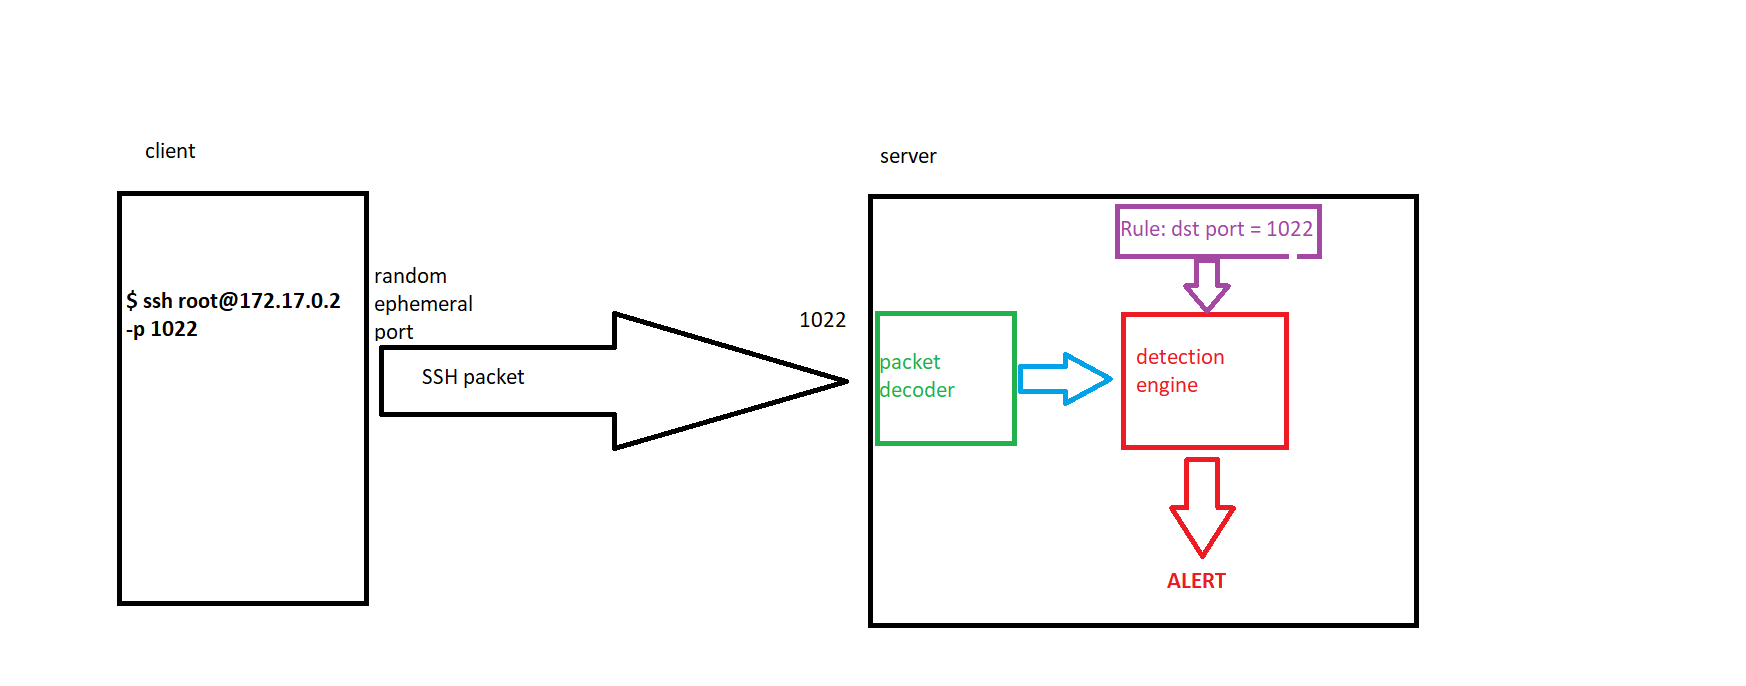 client
server
Rule: dst port = 1022
random
ephemeral
port
$ ssh root@172.17.0.2
-p 1022
1022
SSH packet
packet
decoder
detection
engine
ALERT